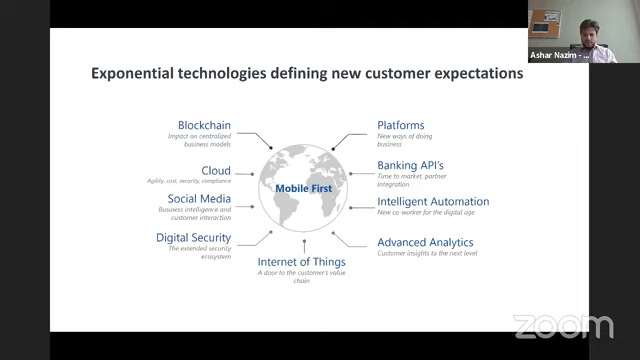 Ashar Nazim - ...
Exponential technologies defining new customer expectations
Blockchain
Impact on centralized
business models
Cloud
Agility, cost, security, compliance
Social Media
Business intelligence and
customer interaction
Digital Security
The extended security
ecosystem
Mobile First
Internet of Things
A door to the customer's value
chain
Platforms
New ways of doing
business
Banking API's
Time to market, partner
integration
Intelligent Automation
New co-worker for the digital age
Advanced Analytics
Customer insights to the next level
zoom